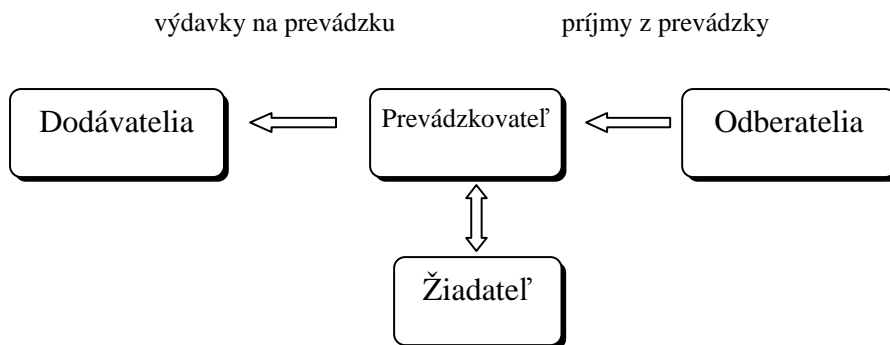 výdavky na prevádzku príjmy z prevádzky
Dodávatelia Prevádzkovateľ Odberatelia
Žiadateľ